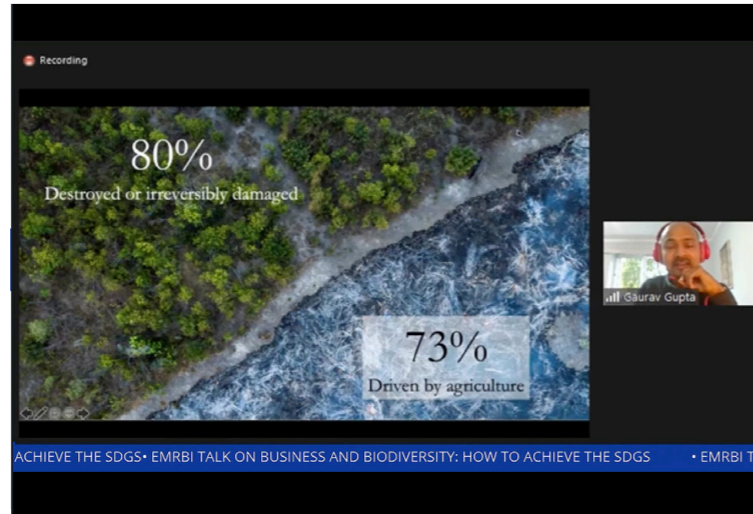 Recording
80%
Destroyed or irreversibly damaged
73%
Driven by agriculture
Gaurav Gupta
ACHIEVE THE SDGS• EMRBI TALK ON BUSINESS AND BIODIVERSITY: HOW TO ACHIEVE THE SDGS • EMRBI T